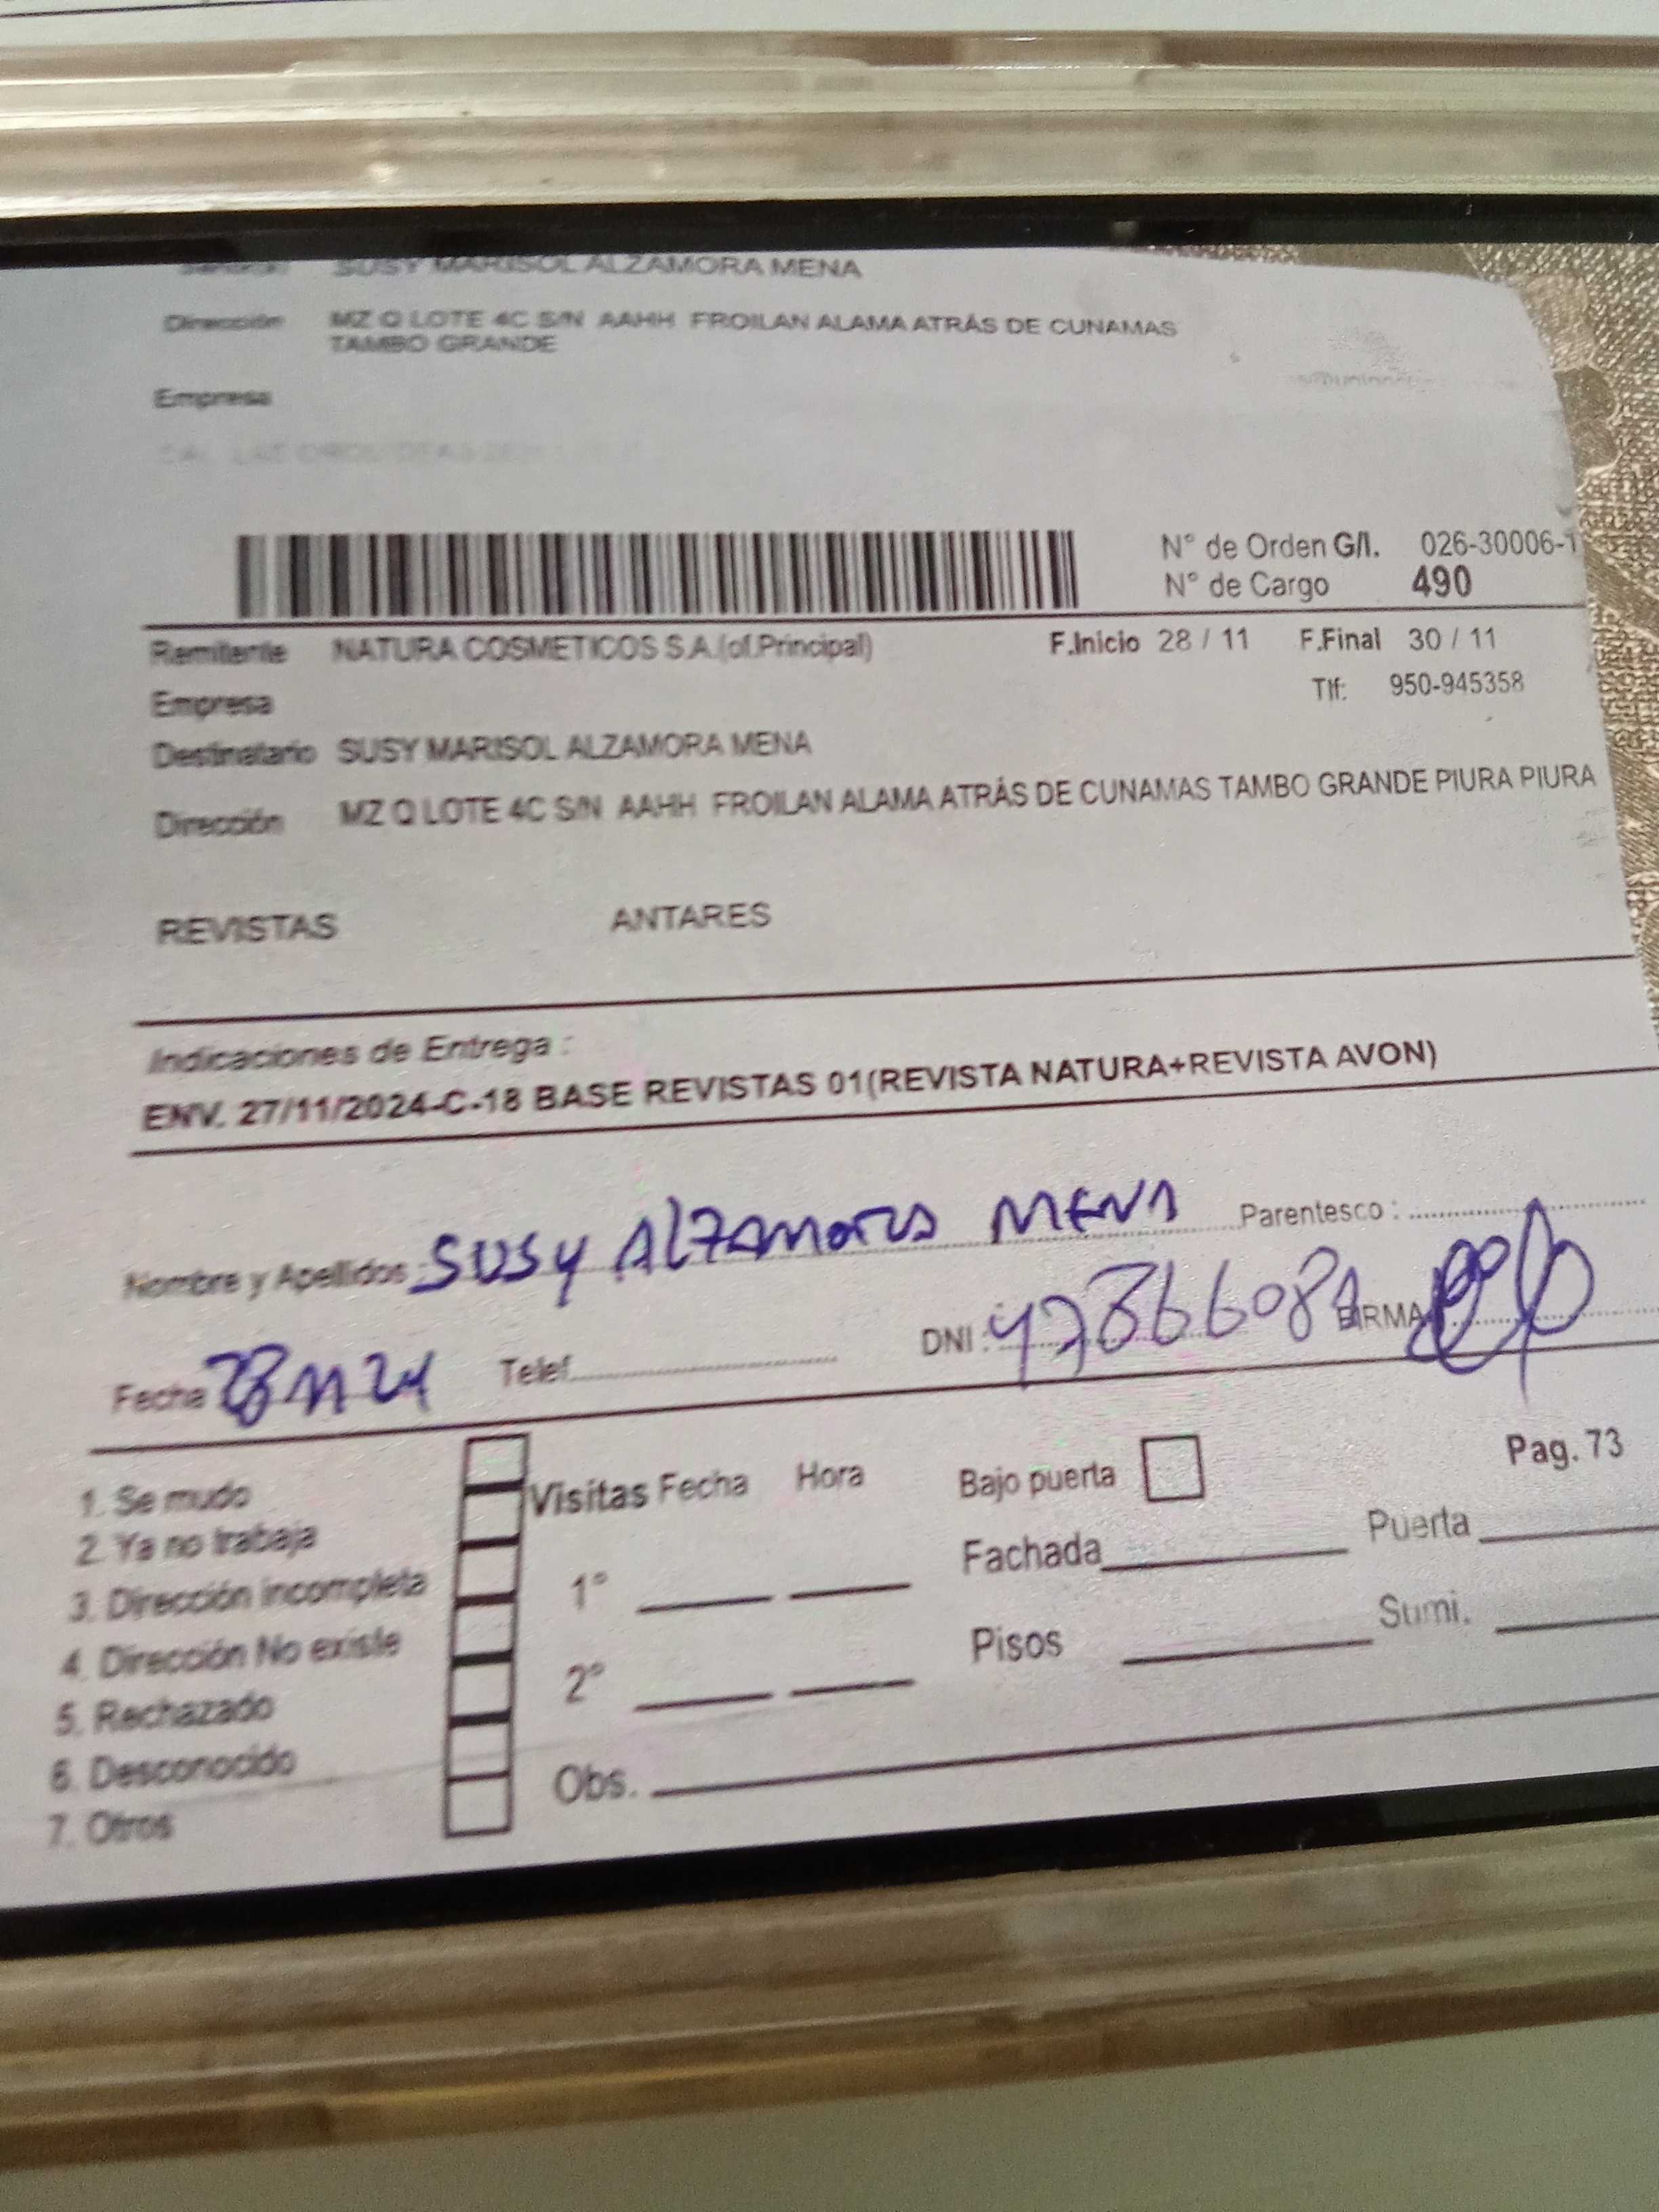 SUSY MARISOL ALZAMORA MENA
Dirección MZ Q LOTE 4C S/N AAHH FROILAN ALAMA ATRÁS DE CUNAMAS
TAMBO GRANDE
Empresa
N° de Orden G/I. 026-30006-1
N° de Cargo 490
Remitente NATURA COSMETICOS S.A.(of.Principal) F.Inicio 28 / 11 F.Final 30 / 11
Empresa Tlf: 950-945358
Destinatario SUSY MARISOL ALZAMORA MENA
Dirección MZ Q LOTE 4C S/N AAHH FROILAN ALAMA ATRÁS DE CUNAMAS TAMBO GRANDE PIURA PIURA
REVISTAS ANTARES
Indicaciones de Entrega :
ENV. 27/11/2024-C-18 BASE REVISTAS 01(REVISTA NATURA+REVISTA AVON)
Nombre y Apellidos: SUSY AlZAMORA MENA Parentesco :
Fecha 28 11 24 Telef. DNI : FIRMA
Pag. 73
1. Se mudo Visitas Fecha Hora Bajo puerta
2. Ya no trabaja Fachada Puerta
3. Dirección incompleta 1°
4. Dirección No existe Pisos Sumi.
5. Rechazado 2°
6. Desconocido
7. Otros Obs.